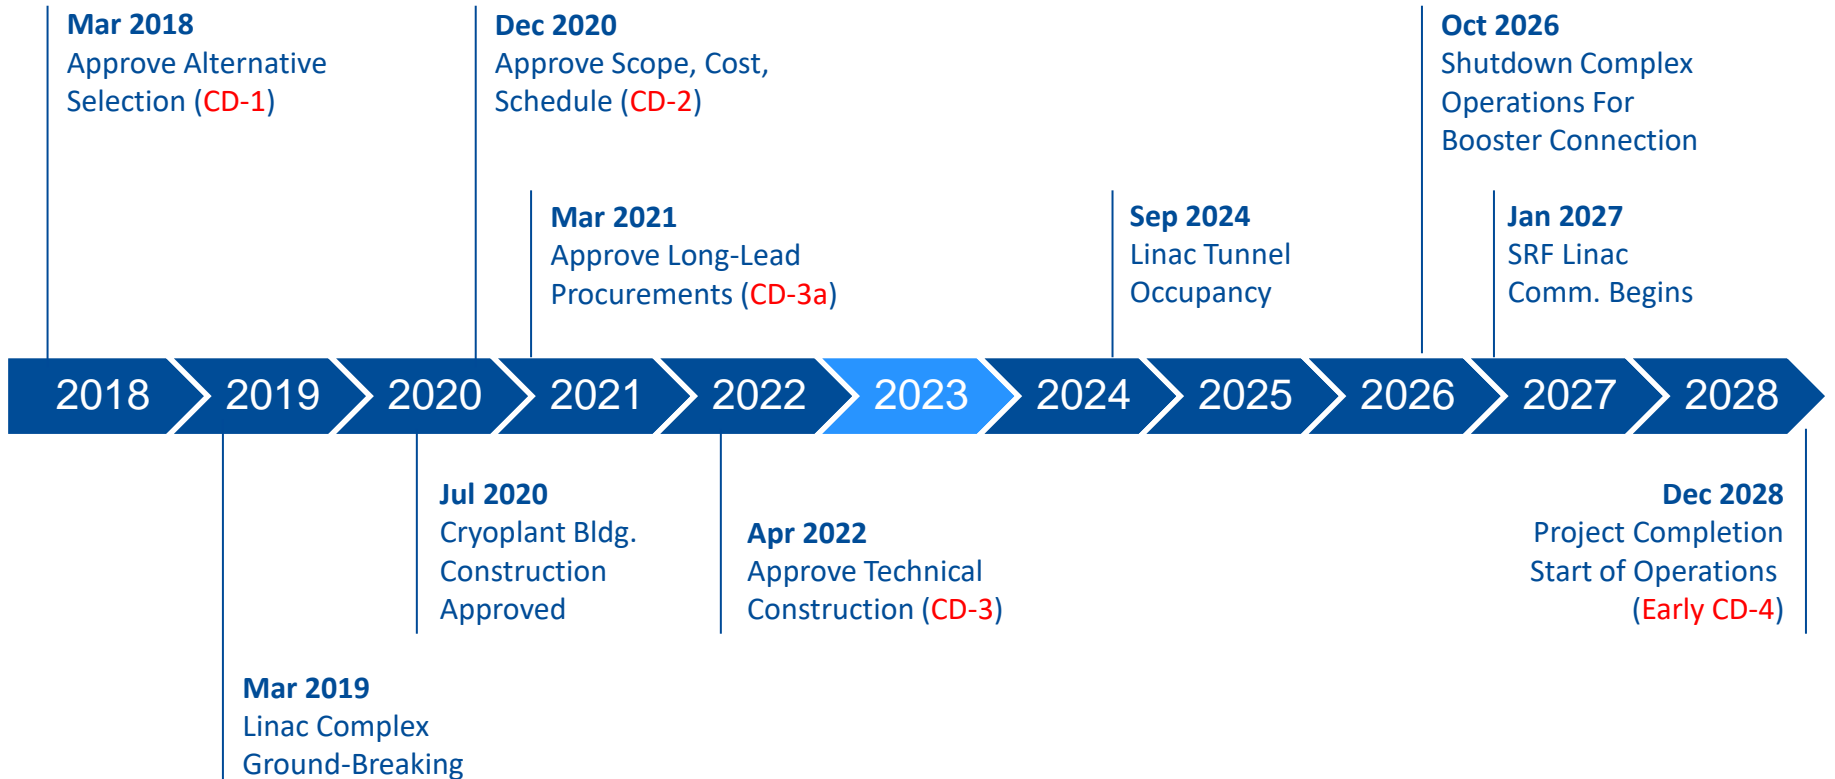 Mar 2018
Approve Alternative
Selection (CD-1)
Dec 2020
Approve Scope, Cost,
Schedule (CD-2)
Oct 2026
Shutdown Complex
Operations For
Booster Connection
Mar 2021
Approve Long-Lead
Procurements (CD-3a)
Sep 2024
Linac Tunnel
Occupancy
Jan 2027
SRF Linac
Comm. Begins
2018
2019
2020
2021
2022
2023
2024
2025
2026
2027
2028
Jul 2020
Cryoplant Bldg.
Construction
Approved
Apr 2022
Approve Technical
Construction (CD-3)
Dec 2028
Project Completion
Start of Operations
(Early CD-4)
Mar 2019
Linac Complex
Ground-Breaking